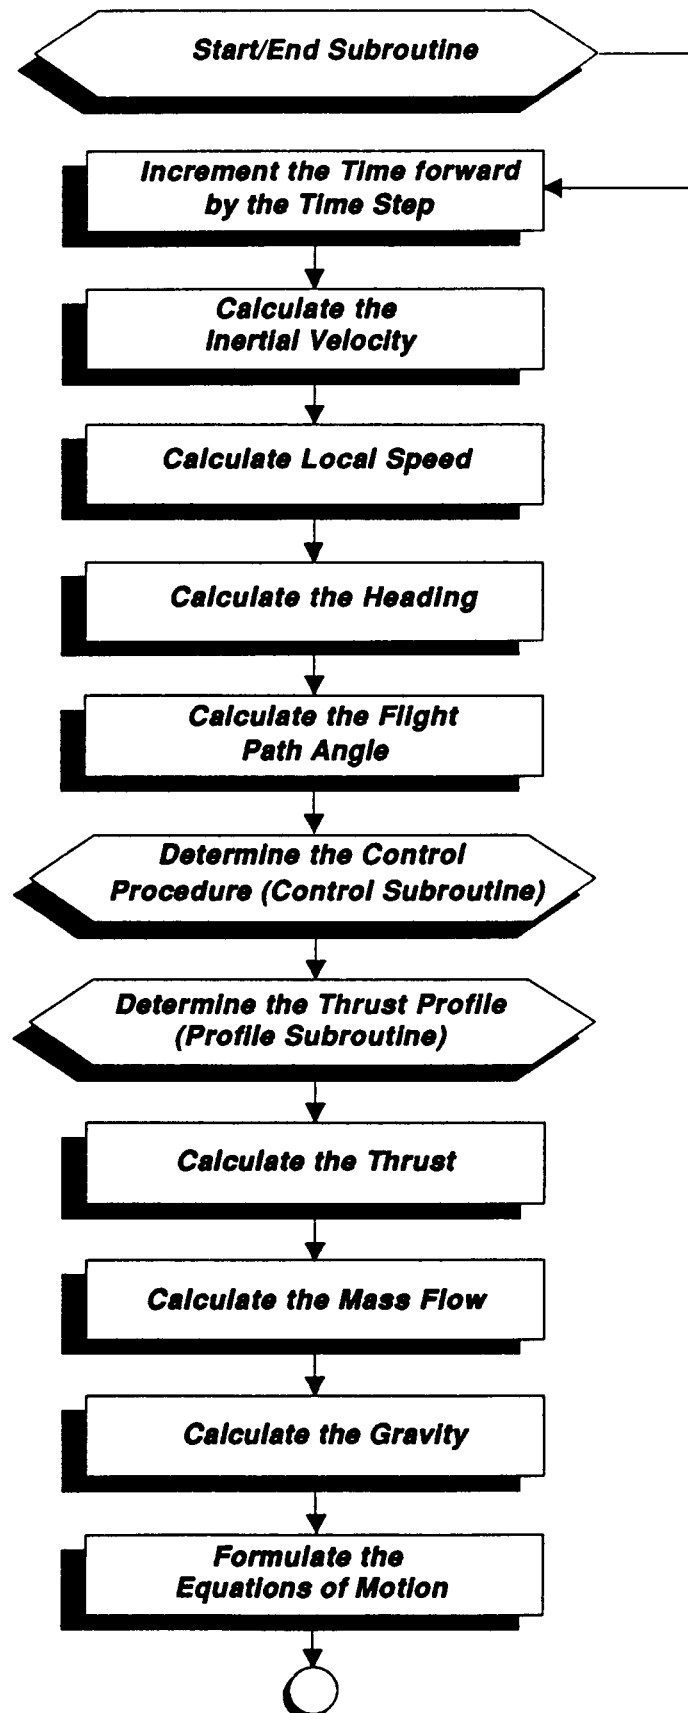 Start/End Subroutine
Increment the Time forward
by the Time Step
Calculate the
Inertial Velocity
Calculate Local Speed
Calculate the Heading
Calculate the Flight
Path Angle
Determine the Control
Procedure (Control Subroutine)
Determine the Thrust Profile
(Profile Subroutine)
Calculate the Thrust
Calculate the Mass Flow
Calculate the Gravity
Formulate the
Equations of Motion